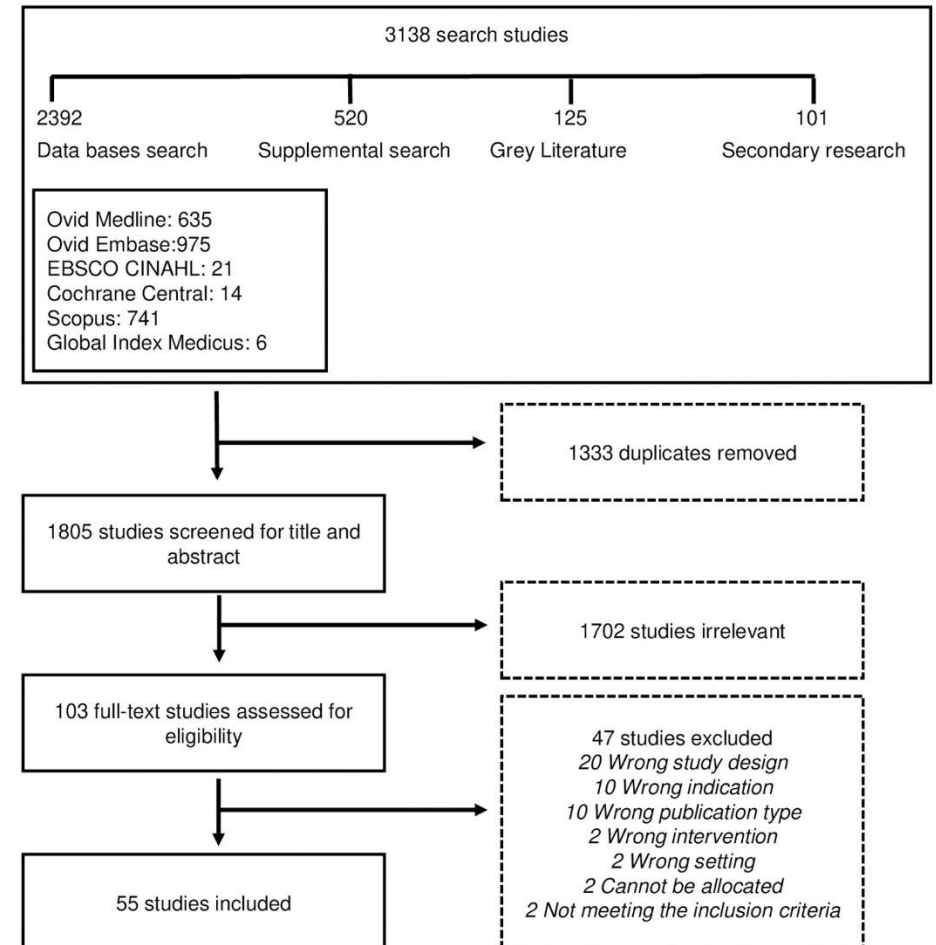 3138 search studies
2392
520
125
101
Data bases search
Supplemental search
Grey Literature
Secondary research
Ovid Medline: 635
Ovid Embase:975
EBSCO CINAHL: 21
Cochrane Central: 14
Scopus: 741
Global Index Medicus: 6
1333 duplicates removed
1805 studies screened for title and
abstract
1702 studies irrelevant
103 full-text studies assessed for
eligibility
47 studies excluded
20 Wrong study design
10 Wrong indication
10 Wrong publication type
2 Wrong intervention
2 Wrong setting
2 Cannot be allocated
2 Not meeting the inclusion criteria
55 studies included